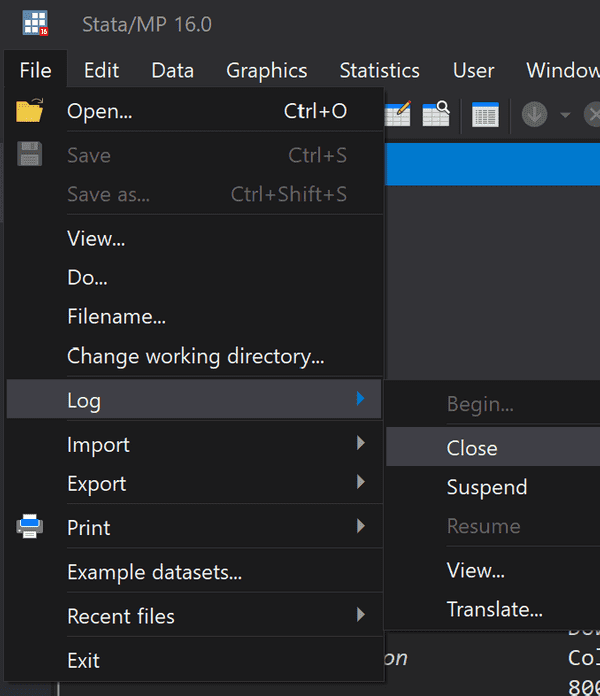 Stata/MP 16.0
File Edit Data Graphics Statistics User Window
Open... Ctrl+O
Save Ctrl+S
Save as... Ctrl+Shift+S
View...
Do...
Filename...
Change working directory...
Log
Begin...
Import
Close
Export
Suspend
Print
Resume
Example datasets...
View...
Recent files
Translate...
Exit
on
Col
800